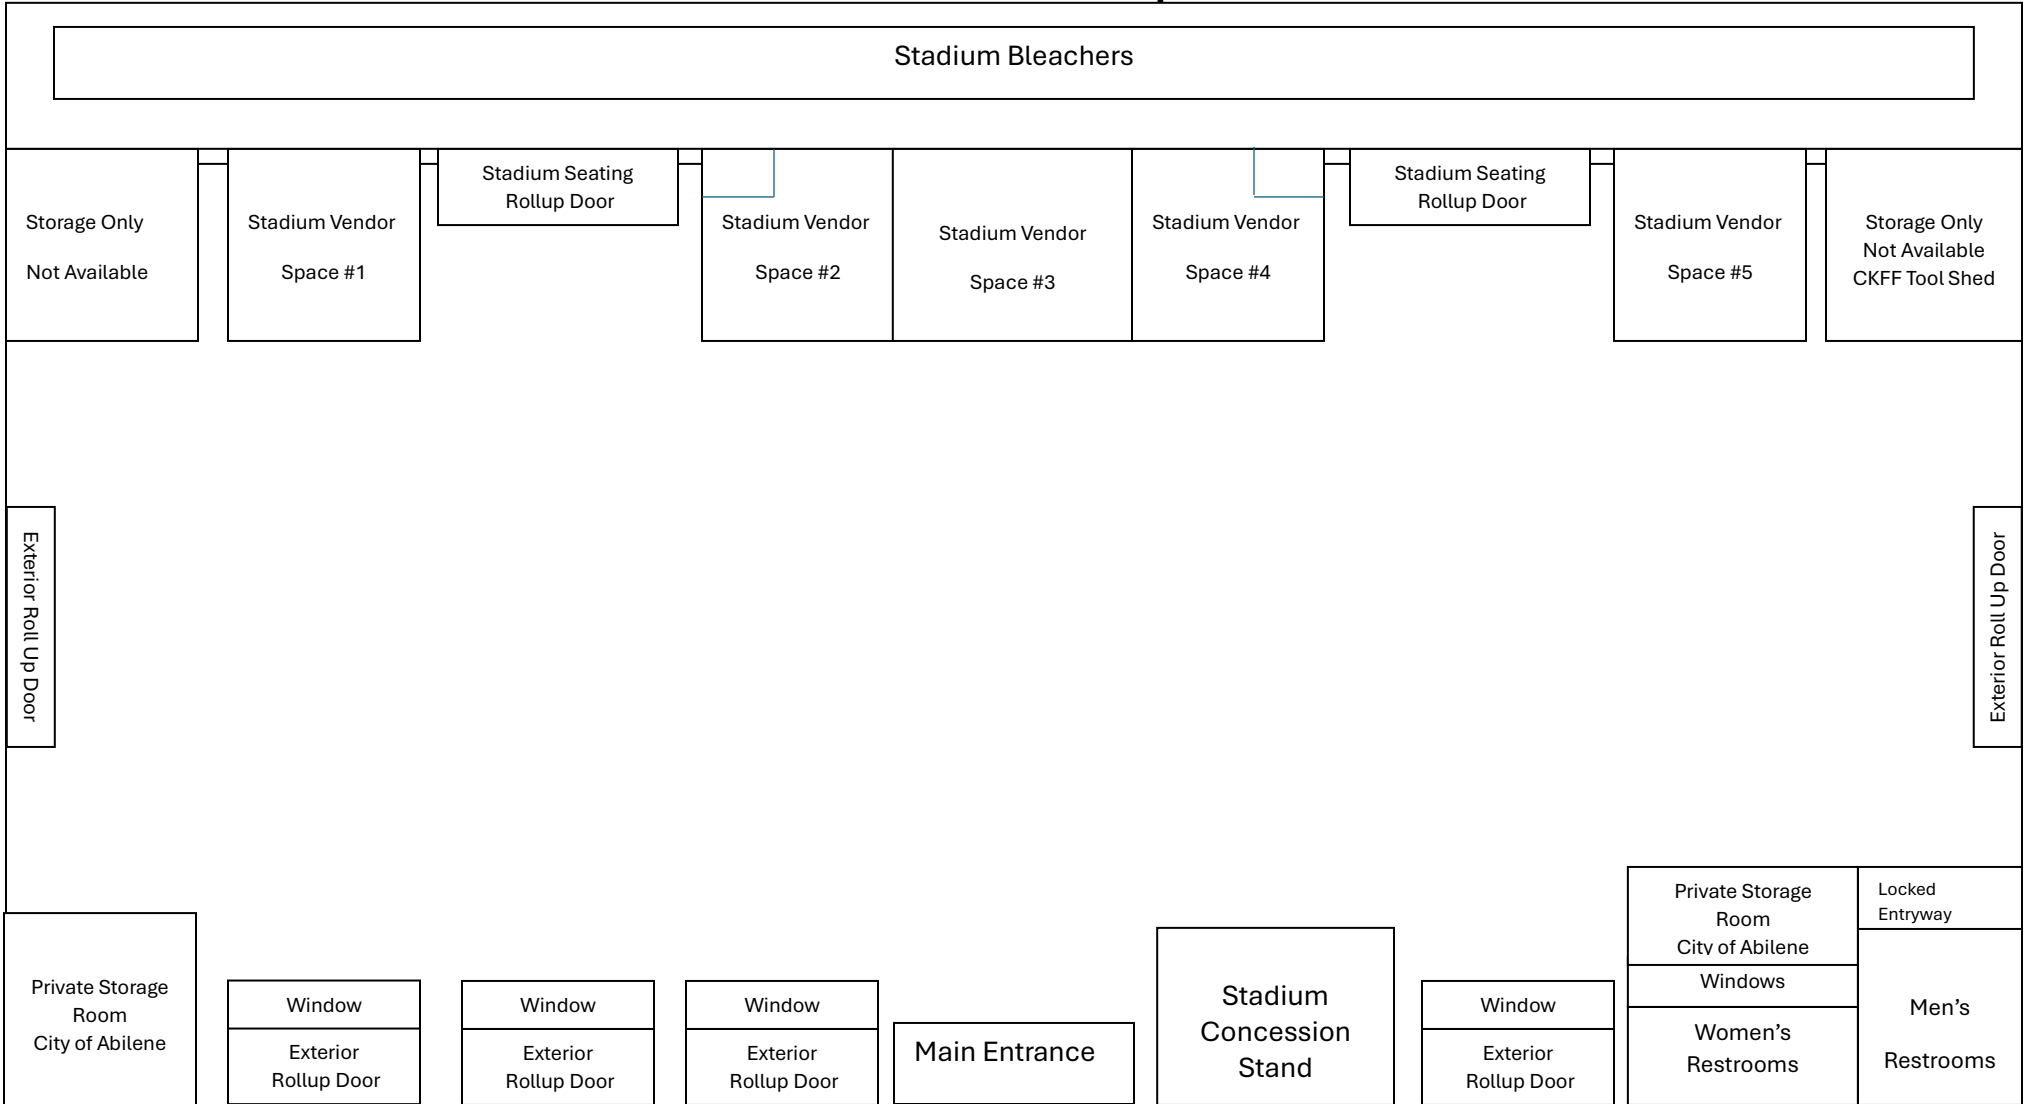 Stadium Bleachers
Storage Only
Not Available
Stadium Vendor
Space #1
Stadium Seating
Rollup Door
Stadium Vendor
Space #2
Stadium Vendor
Space #3
Stadium Vendor
Space #4
Stadium Seating
Rollup Door
Stadium Vendor
Space #5
Storage Only
Not Available
CKFF Tool Shed
Exterior Roll Up Door
Exterior Roll Up Door
Private Storage
Room
City of Abilene
Window
Exterior
Rollup Door
Window
Exterior
Rollup Door
Window
Exterior
Rollup Door
Main Entrance
Stadium
Concession
Stand
Window
Exterior
Rollup Door
Private Storage
Room
City of Abilene
Windows
Women’s
Restrooms
Locked
Entryway
Men’s
Restrooms